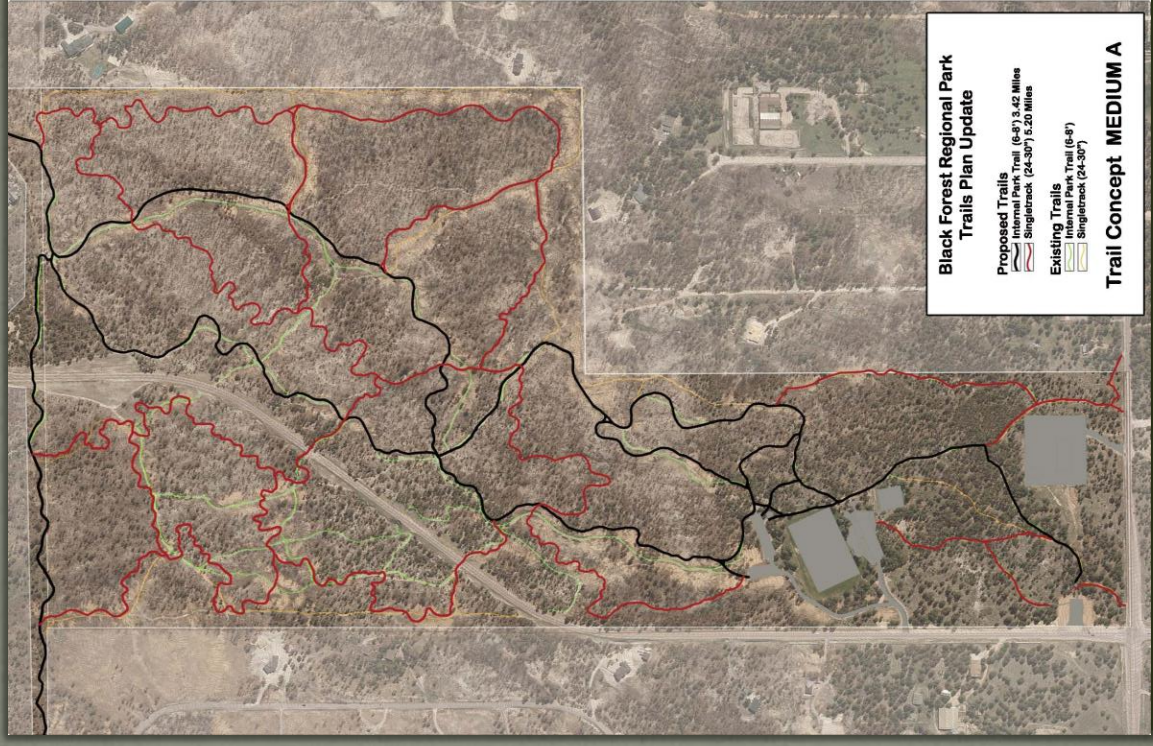 Black Forest Regional Park
Trails Plan Update
Proposed Trails
Internal Park Trail (6-8') 3.42 Miles
Singletrack (24-30") 5.20 Miles
Existing Trails
Internal Park Trail (6-8')
Singletrack (24-30")
Trail Concept MEDIUM A